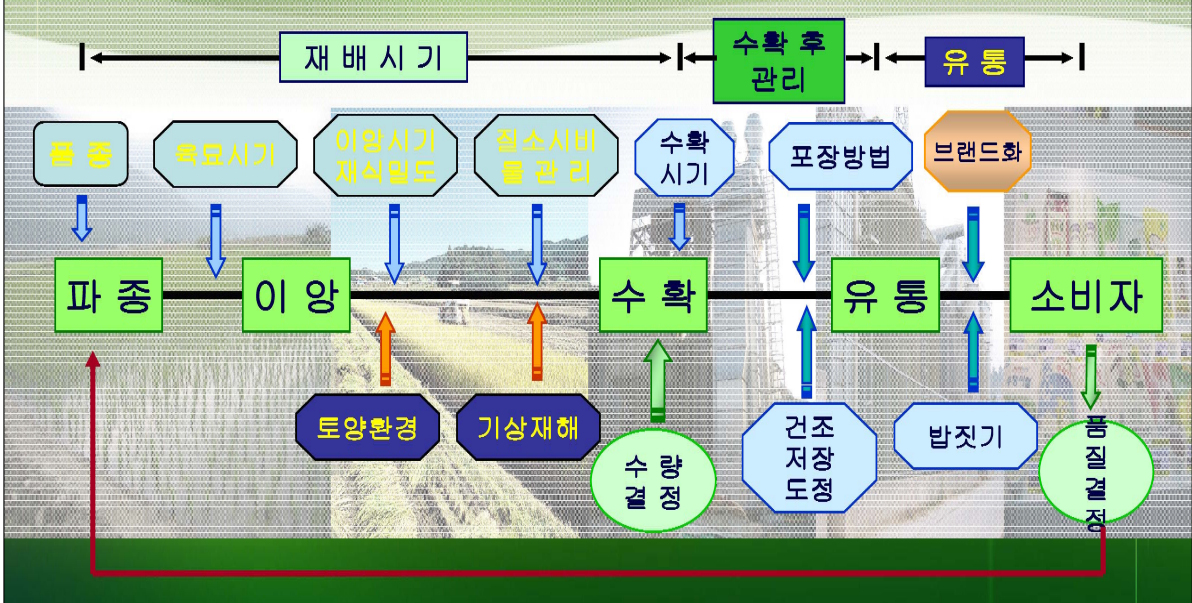 재 배 시 기
수확 후
관리
유 통
품 종
육묘시기
이앙시기
재식밀도
질소시비
물 관 리
수확
시기
포장방법
브랜드화
파 종
이 앙
수 확
유 통
소비자
토양환경
기상재해
수 량
결 정
건조
저장
도정
밥짓기
품
질
결
정